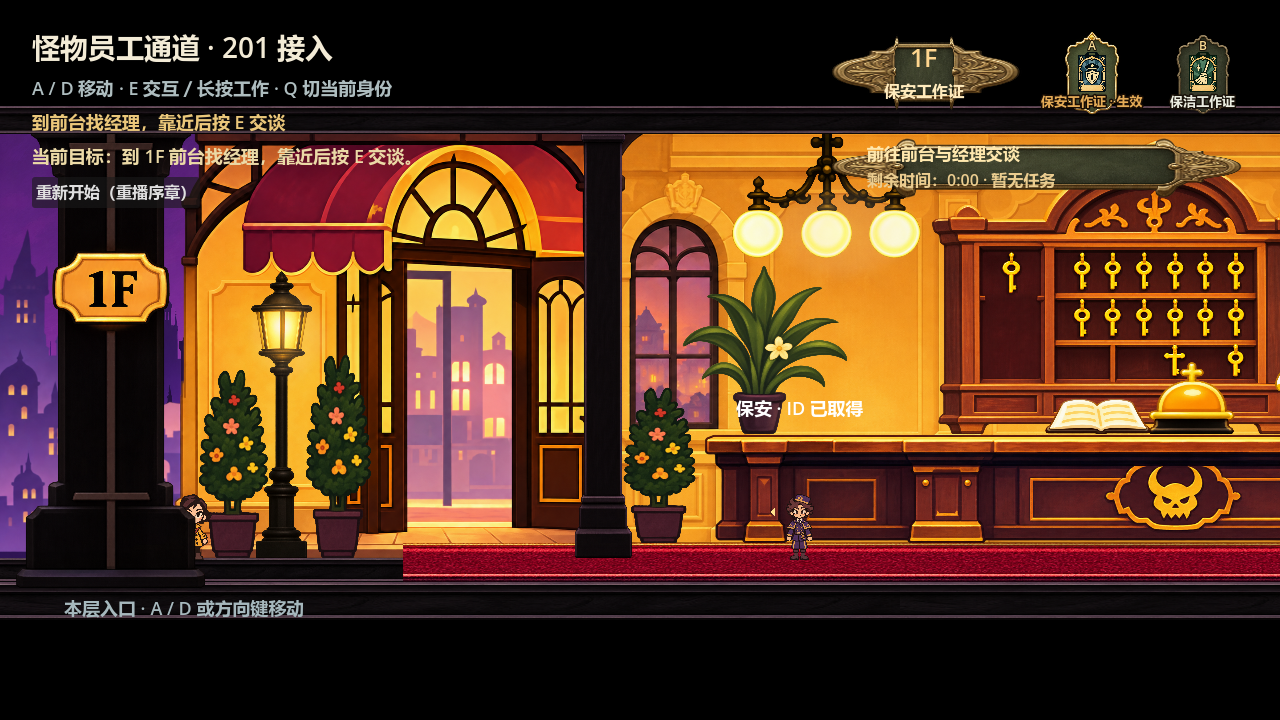 怪物员工通道 · 201 接入
A / D 移动 · E 交互 / 长按工作 · Q 切当前身份
1F
保安工作证
A
保安工作证 · 生效
B
保洁工作证
到前台找经理，靠近后按 E 交谈
当前目标：到 1F 前台找经理，靠近后按 E 交谈。
重新开始（重播序章）
前往前台与经理交谈
剩余时间：0:00 · 暂无任务
1F
保安 · ID 已取得
本层入口 · A / D 或方向键移动